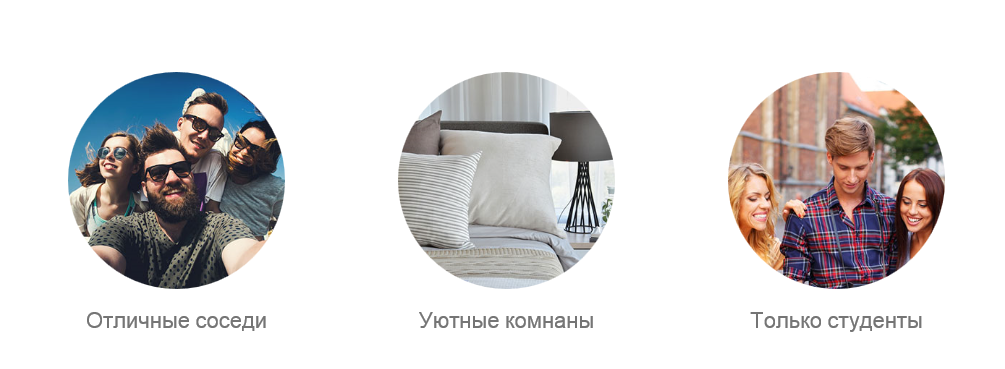 Отличные соседи
Уютные комнаны
Только студенты